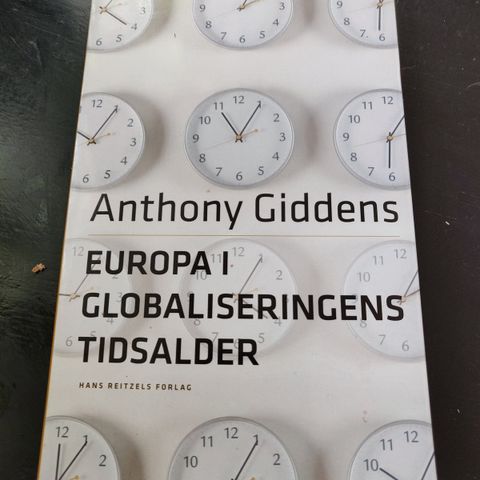 Anthony Giddens
EUROPA I
GLOBALISERINGENS
TIDSALDER
HANS REITZELS FORLAG